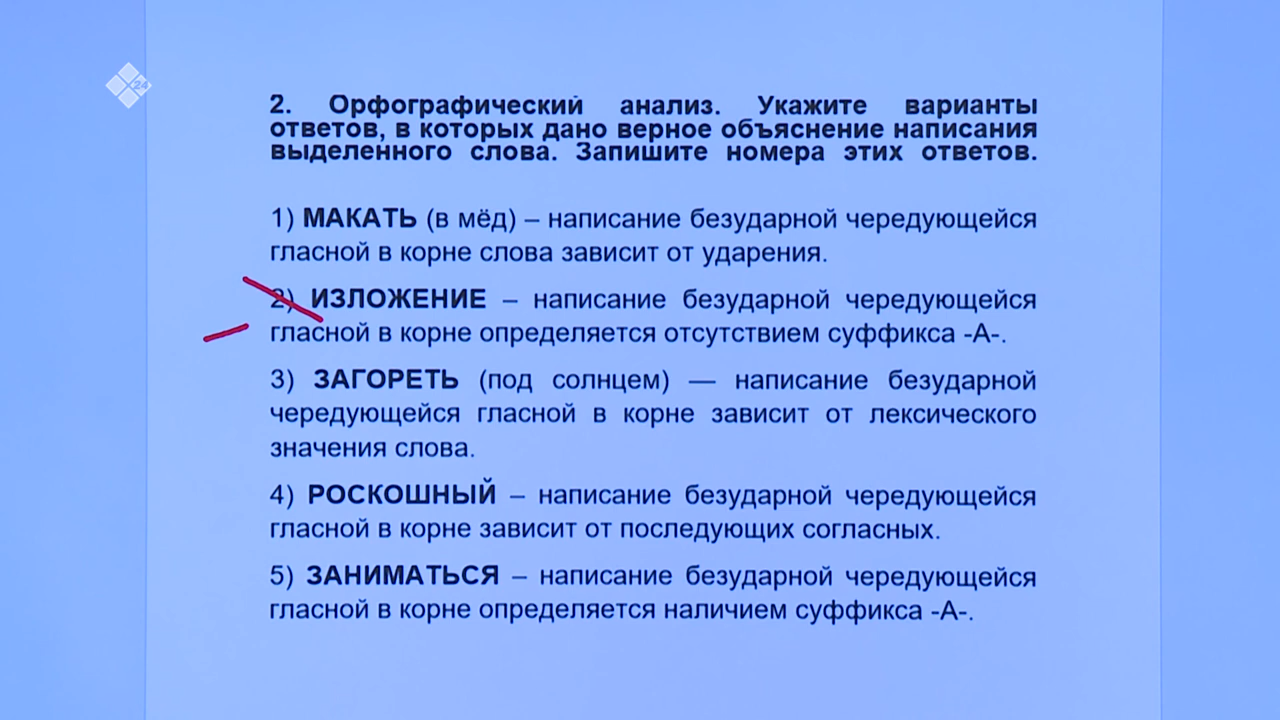 24
2. Орфографический анализ. Укажите варианты
ответов, в которых дано верное объяснение написания
выделенного слова. Запишите номера этих ответов.
1) МАКАТЬ (в мёд) – написание безударной чередующейся
гласной в корне слова зависит от ударения.
2) ИЗЛОЖЕНИЕ – написание безударной чередующейся
гласной в корне определяется отсутствием суффикса -А-.
3) ЗАГОРЕТЬ (под солнцем) — написание безударной
чередующейся гласной в корне зависит от лексического
значения слова.
4) РОСКОШНЫЙ – написание безударной чередующейся
гласной в корне зависит от последующих согласных.
5) ЗАНИМАТЬСЯ – написание безударной чередующейся
гласной в корне определяется наличием суффикса -А-.